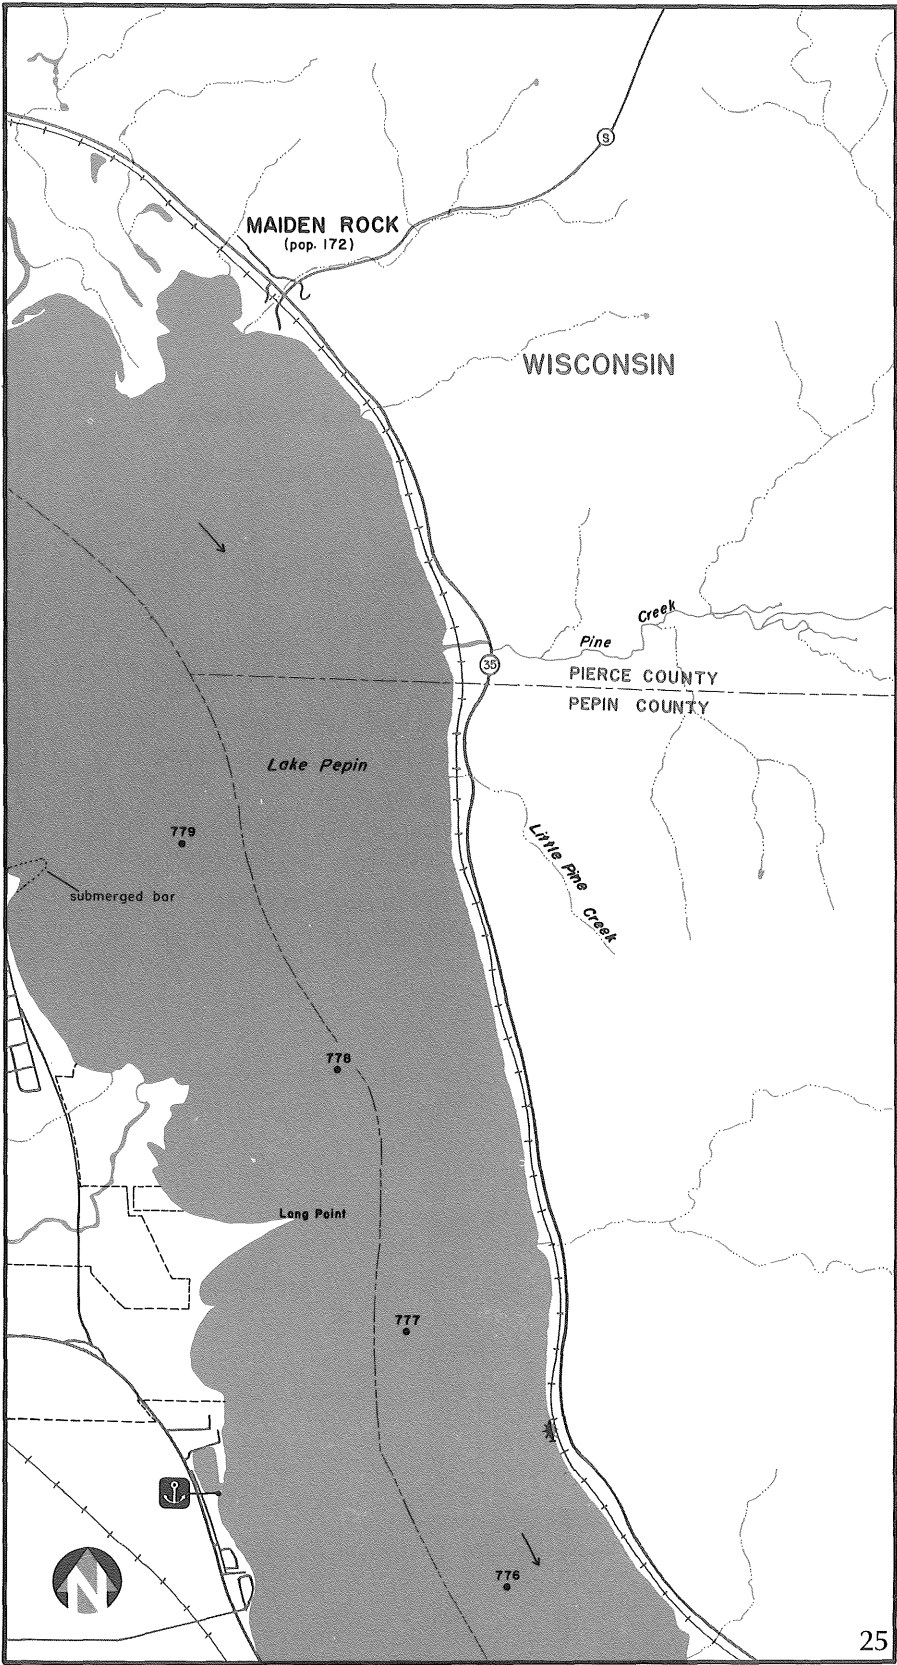 S
MAIDEN ROCK
(pop. 172)
WISCONSIN
Pine Creek
35
PIERCE COUNTY
PEPIN COUNTY
Lake Pepin
779
Little Pine Creek
submerged bar
778
Long Point
777
776
N
25